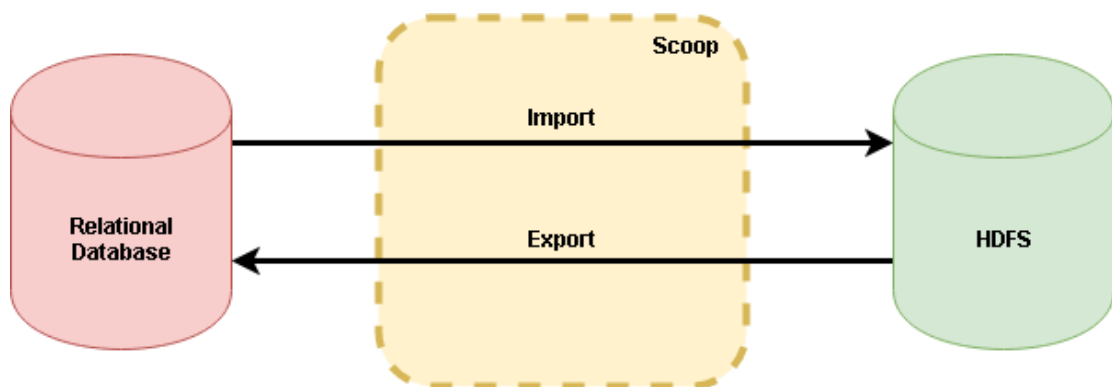 Scoop
Import
Relational
Database
Export
HDFS